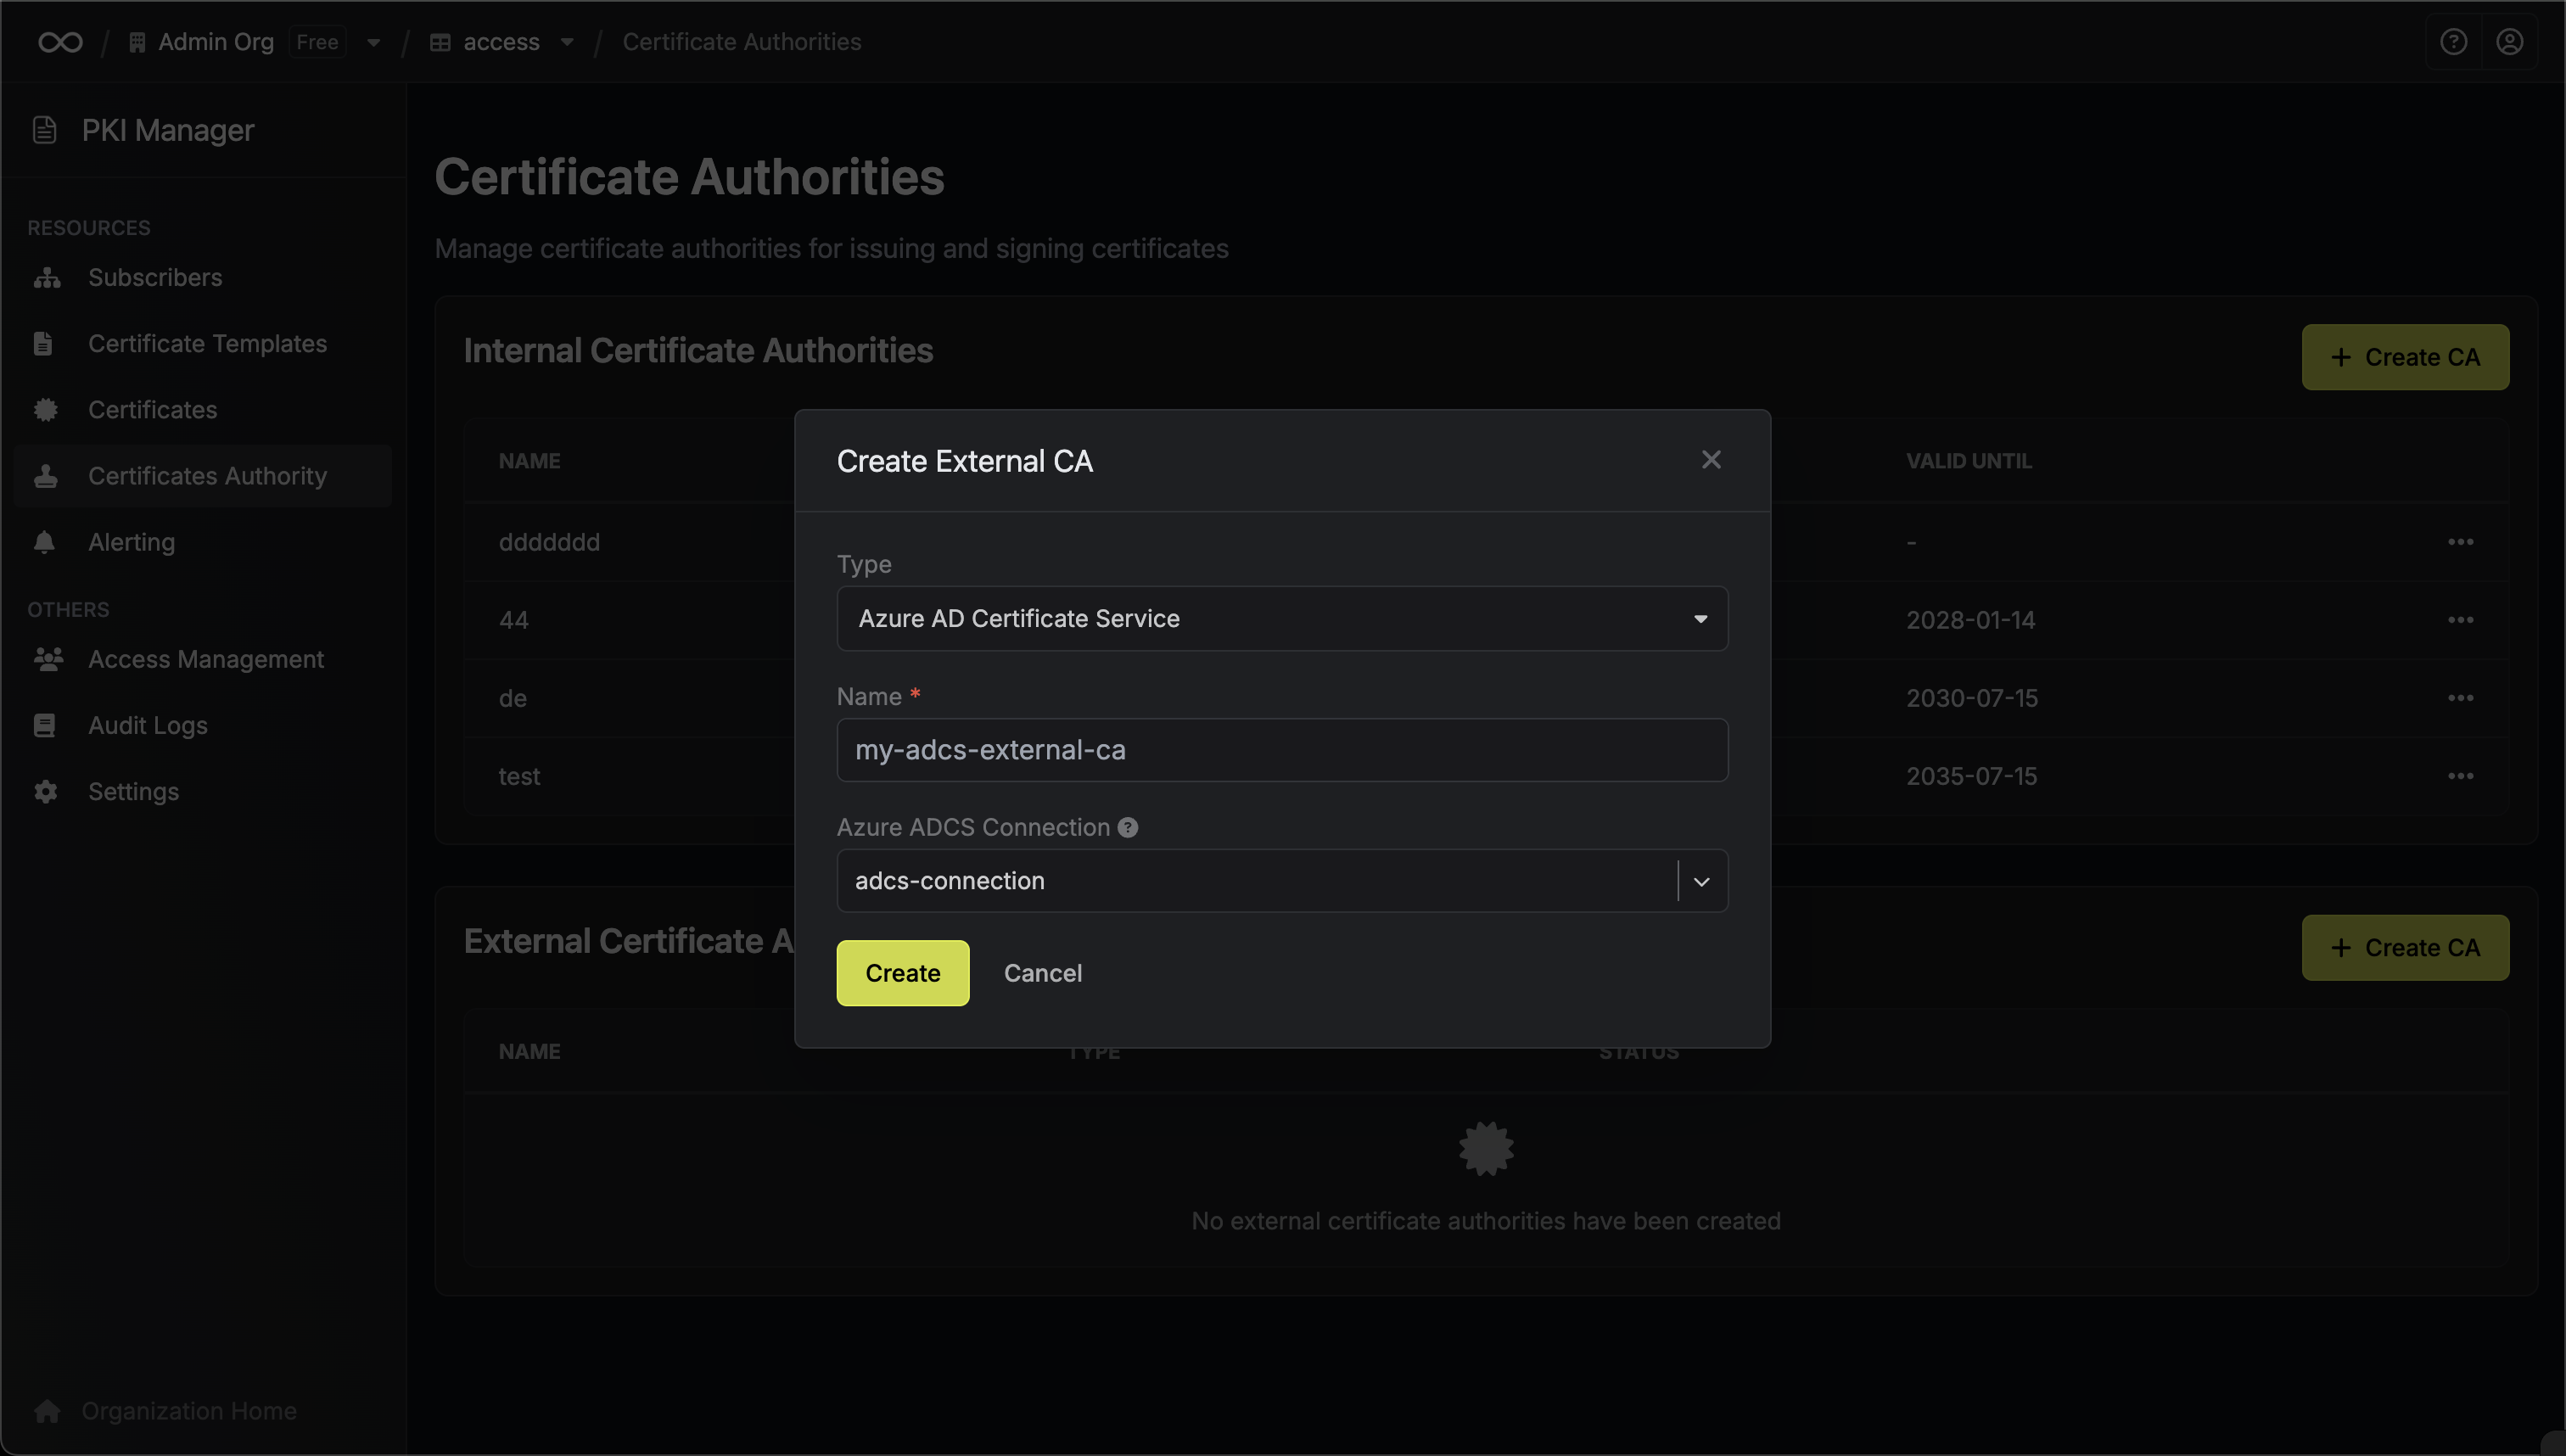 / Admin Org Free / access / Certificate Authorities
PKI Manager
RESOURCES
Subscribers
Certificate Templates
Certificates
Certificates Authority
Alerting
OTHERS
Access Management
Audit Logs
Settings
Organization Home
Certificate Authorities
Manage certificate authorities for issuing and signing certificates
Internal Certificate Authorities
+ Create CA
NAME VALID UNTIL
ddddddd - •••
44 2028-01-14 •••
de 2030-07-15 •••
test 2035-07-15 •••
External Certificate A
+ Create CA
NAME TYPE STATUS
No external certificate authorities have been created
Create External CA
Type
Azure AD Certificate Service
Name *
my-adcs-external-ca
Azure ADCS Connection ?
adcs-connection
Create Cancel